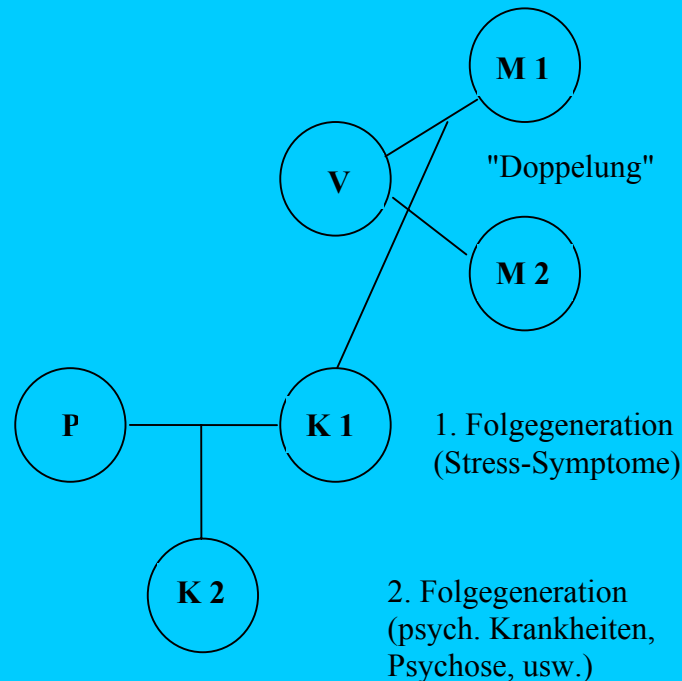 M 1
"Doppelung"
V
M 2
P
K 1
1. Folgegeneration
(Stress-Symptome)
K 2
2. Folgegeneration
(psych. Krankheiten,
Psychose, usw.)